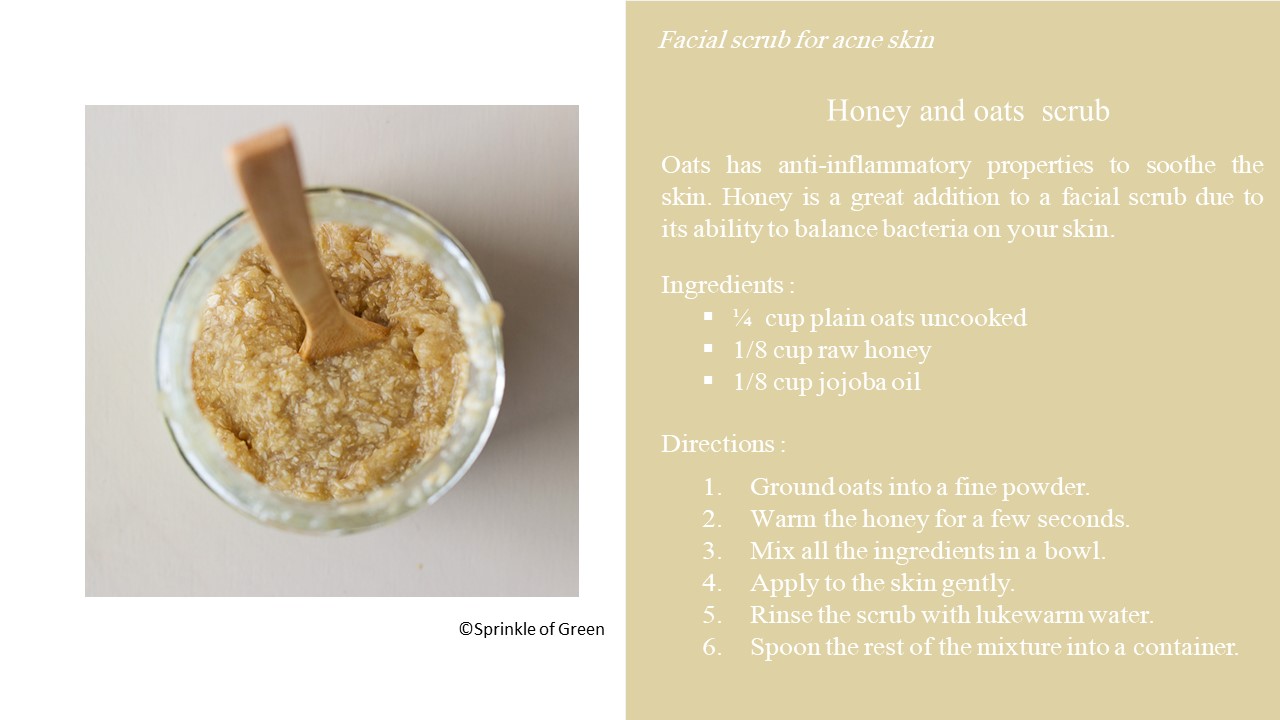 Facial scrub for acne skin
Honey and oats scrub
Oats has anti-inflammatory properties to soothe the
skin. Honey is a great addition to a facial scrub due to
its ability to balance bacteria on your skin.
Ingredients :
▪ ¼ cup plain oats uncooked
▪ 1/8 cup raw honey
▪ 1/8 cup jojoba oil
Directions :
1. Ground oats into a fine powder.
2. Warm the honey for a few seconds.
3. Mix all the ingredients in a bowl.
4. Apply to the skin gently.
5. Rinse the scrub with lukewarm water.
6. Spoon the rest of the mixture into a container.
©Sprinkle of Green